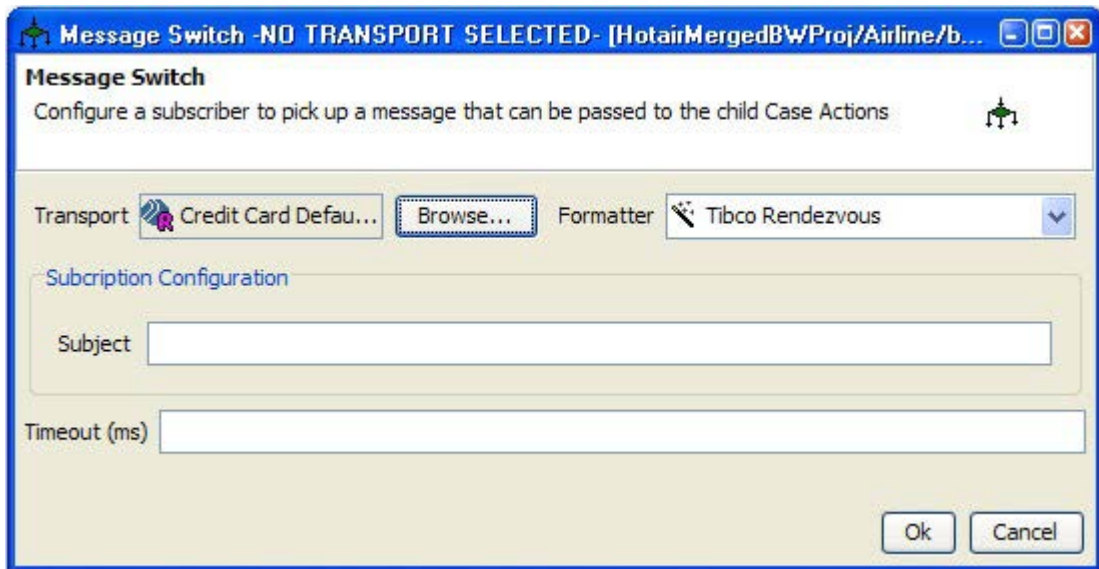 Message Switch -NO TRANSPORT SELECTED- [HotairMergedBWProj/Airline/b...
Message Switch
Configure a subscriber to pick up a message that can be passed to the child Case Actions
Transport R Credit Card Defau... Browse... Formatter Tibco Rendezvous
Subcription Configuration
Subject
Timeout (ms)
Ok Cancel